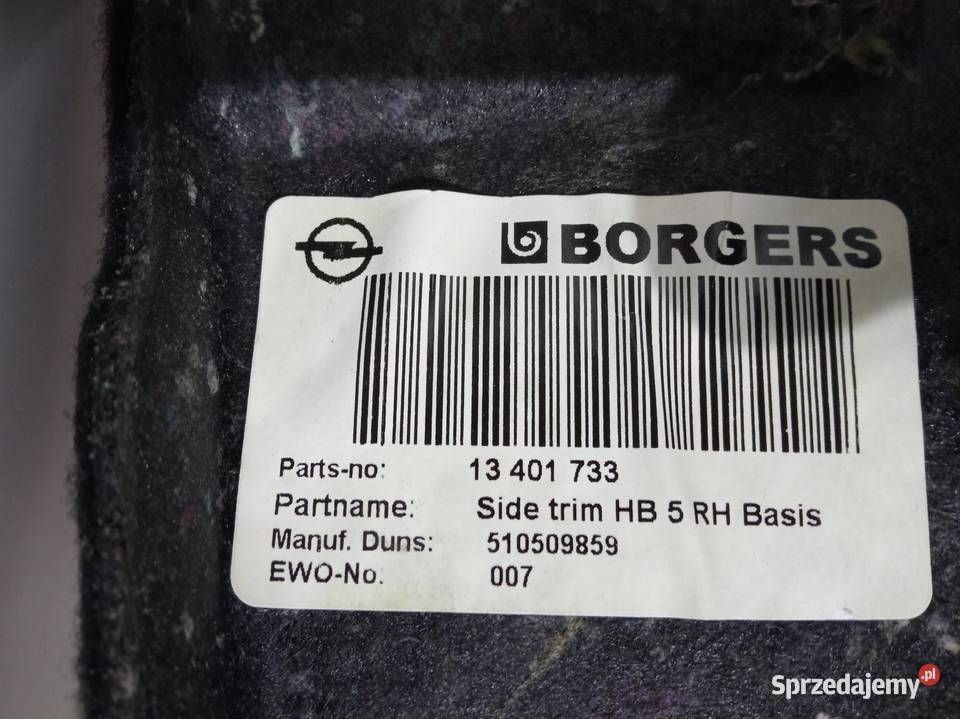 BORGERS
Parts-no: 13 401 733
Partname: Side trim HB 5 RH Basis
Manuf. Duns: 510509859
EWO-No. 007
Sprzedajemy.pl